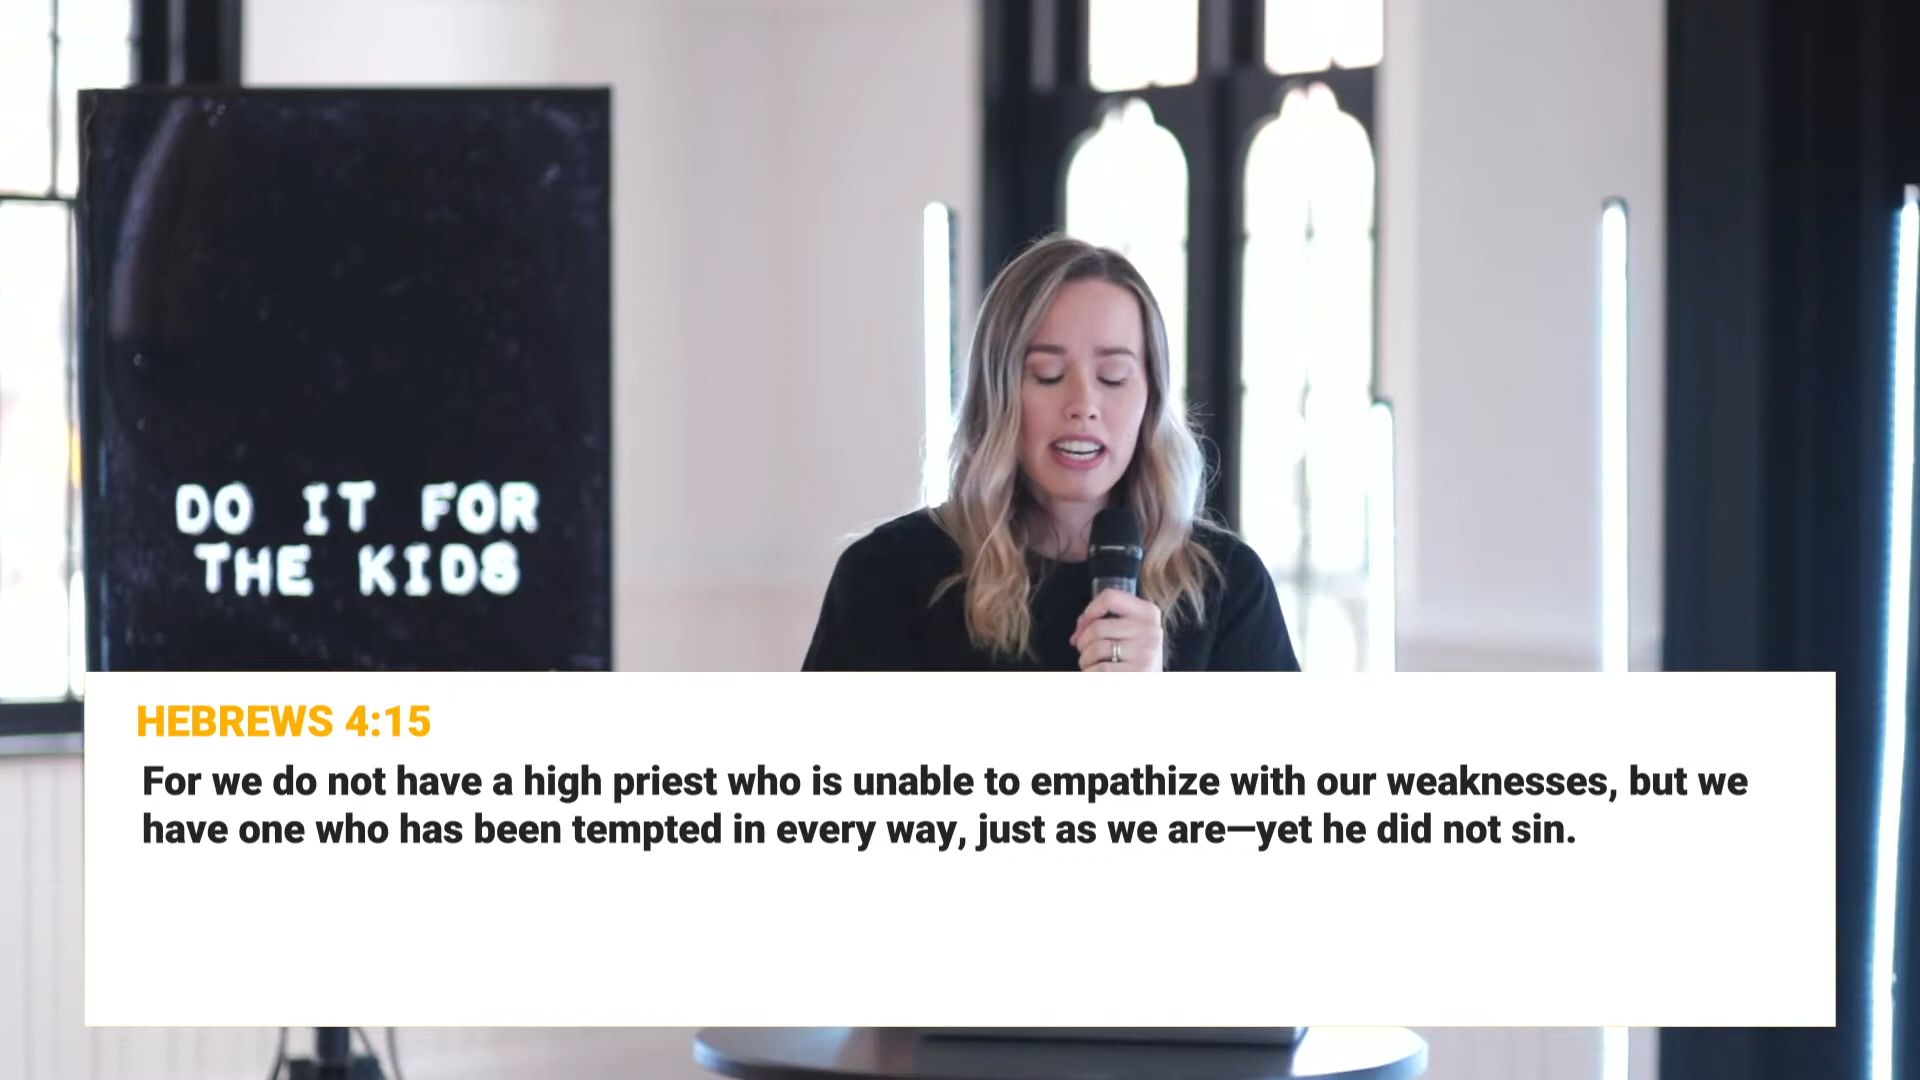 DO IT FOR
THE KIDS
HEBREWS 4:15
For we do not have a high priest who is unable to empathize with our weaknesses, but we
have one who has been tempted in every way, just as we are—yet he did not sin.